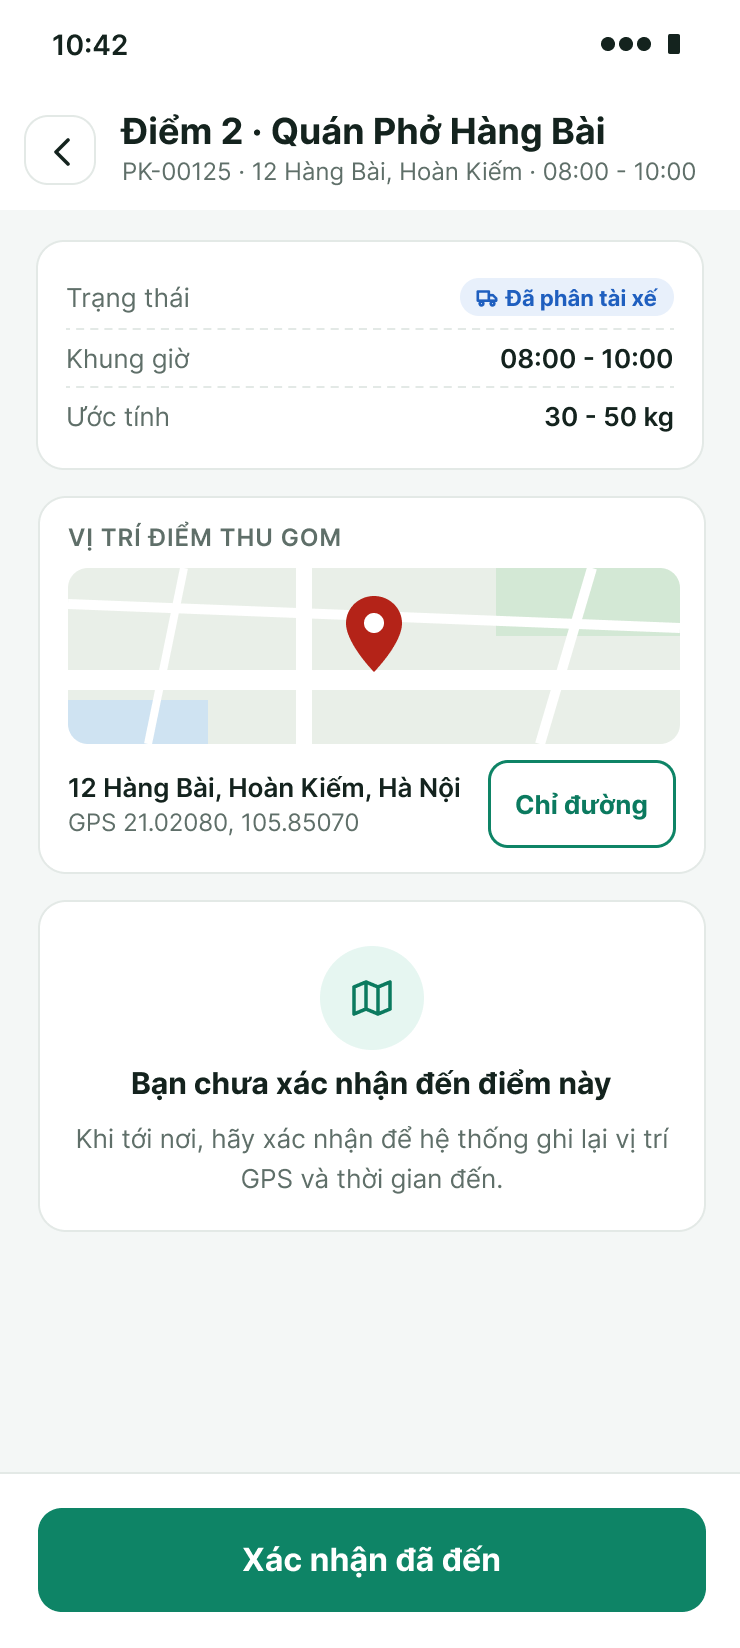 10:42
Điểm 2 · Quán Phở Hàng Bài
PK-00125 · 12 Hàng Bài, Hoàn Kiếm · 08:00 - 10:00
Trạng thái
Đã phân tài xế
Khung giờ
08:00 - 10:00
Ước tính
30 - 50 kg
VỊ TRÍ ĐIỂM THU GOM
12 Hàng Bài, Hoàn Kiếm, Hà Nội
GPS 21.02080, 105.85070
Chỉ đường
Bạn chưa xác nhận đến điểm này
Khi tới nơi, hãy xác nhận để hệ thống ghi lại vị trí
GPS và thời gian đến.
Xác nhận đã đến